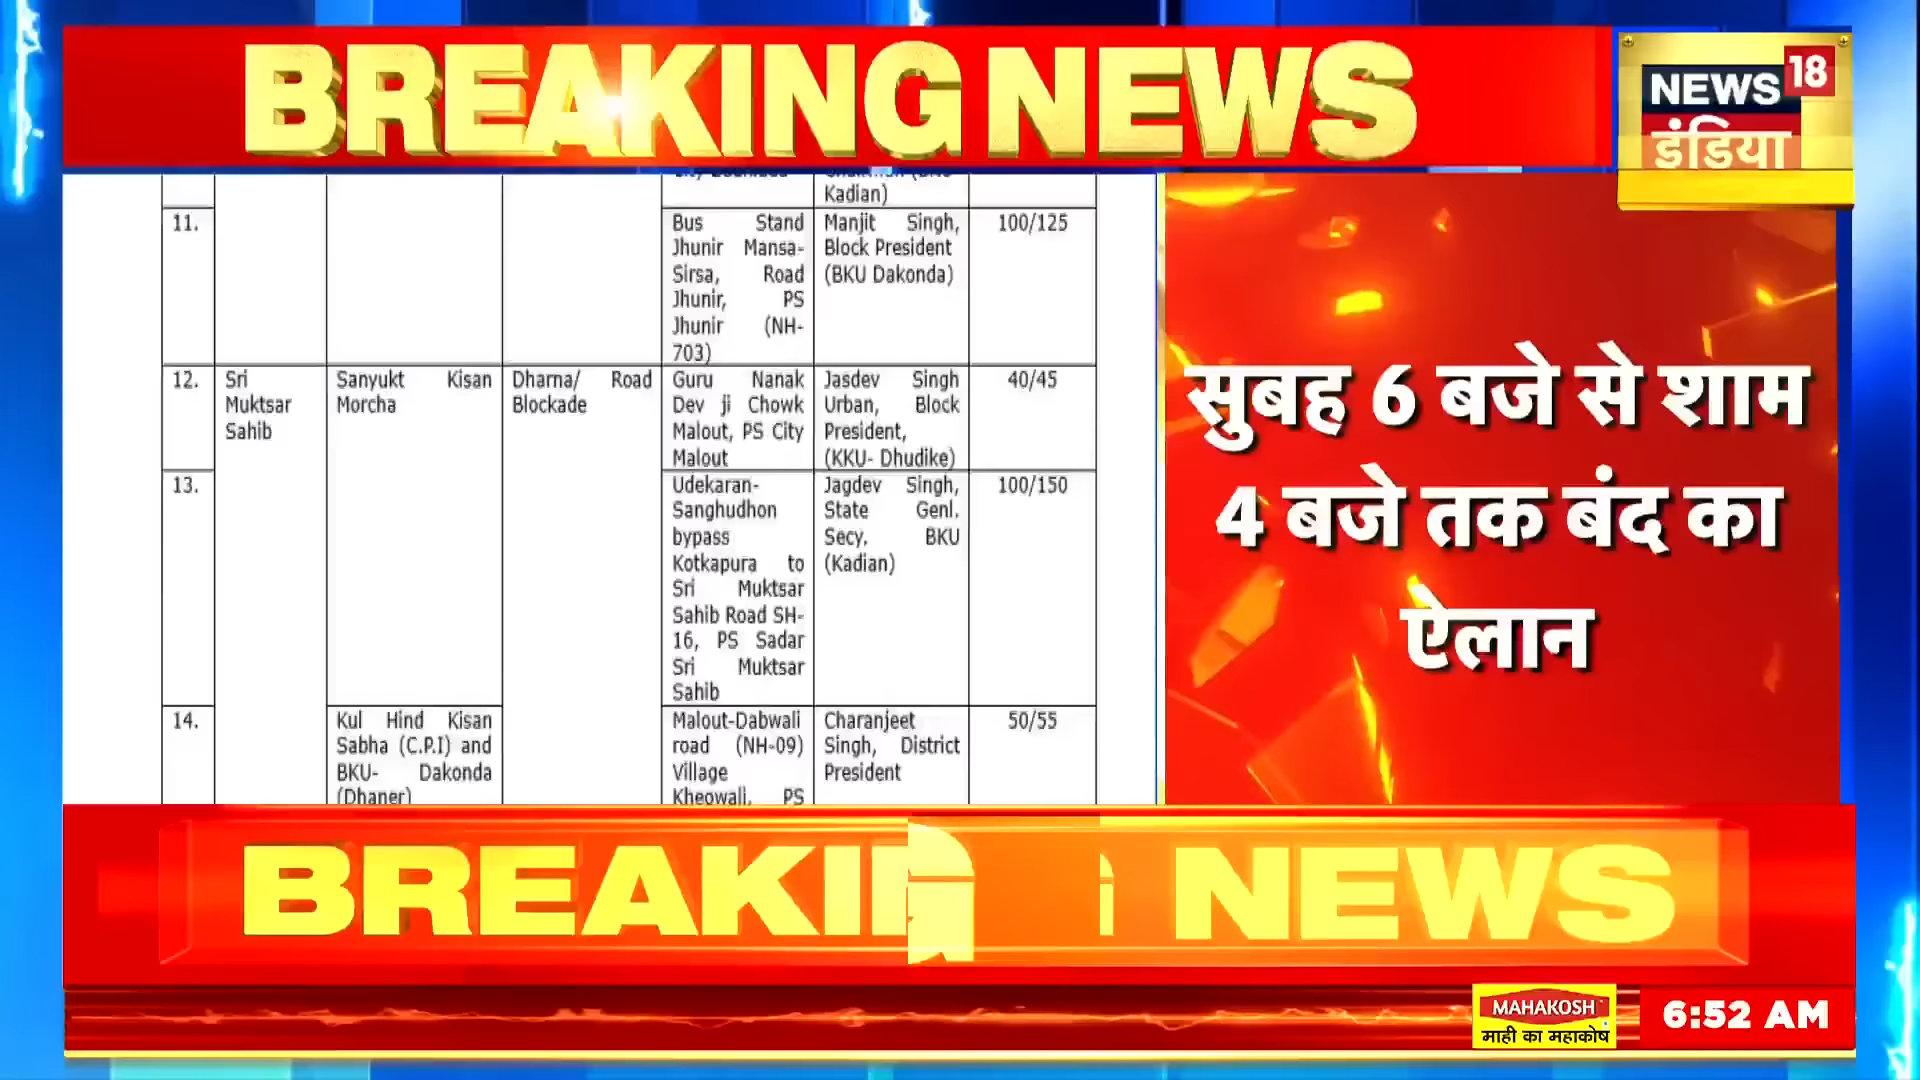 BREAKING NEWS
NEWS 18
इंडिया
Kadian)
11.
Bus Stand
Jhunir Mansa-
Sirsa, Road
Jhunir, PS
Jhunir (NH-
703)
Manjit Singh,
Block President
(BKU Dakonda)
100/125
12.
Sri
Muktsar
Sahib
Sanyukt Kisan
Morcha
Dharna/ Road
Blockade
Guru Nanak
Dev ji Chowk
Malout, PS City
Malout
Jasdev Singh
Urban, Block
President,
(KKU- Dhudike)
40/45
13.
Udekaran-
Sanghudhon
bypass
Kotkapura to
Sri Muktsar
Sahib Road SH-
16, PS Sadar
Sri Muktsar
Sahib
Jagdev Singh,
State Genl.
Secy. BKU
(Kadian)
100/150
14.
Kul Hind Kisan
Sabha (C.P.I) and
BKU- Dakonda
(Dhaner)
Malout-Dabwali
road (NH-09)
Village
Kheowali, PS
Charanjeet
Singh, District
President
50/55
सुबह 6 बजे से शाम
4 बजे तक बंद का
ऐलान
BREAKING NEWS
MAHAKOSH
माही का महाकोष
6:52 AM